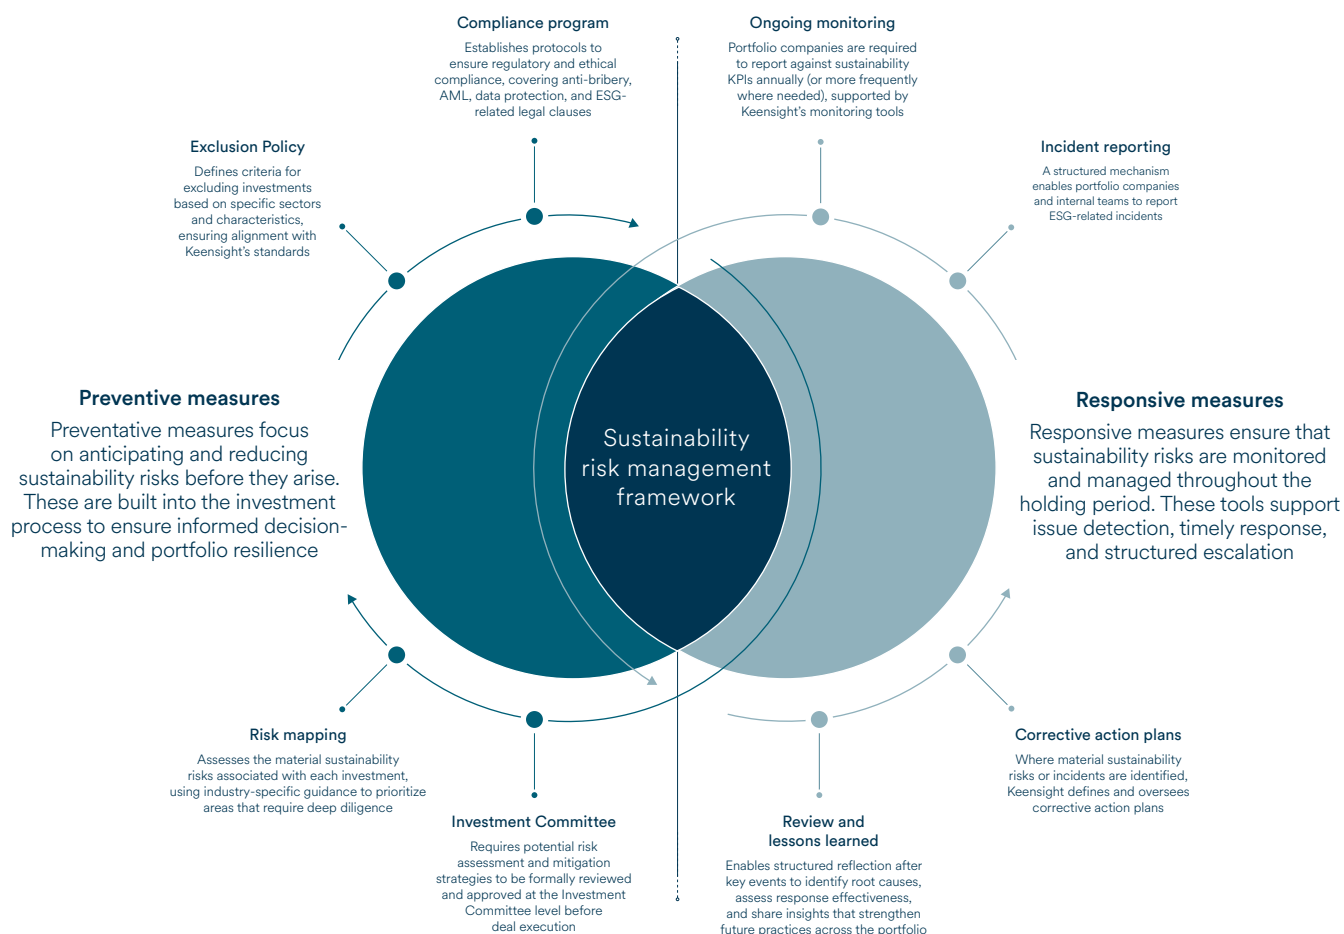 Compliance program
Establishes protocols to
ensure regulatory and ethical
compliance, covering anti-bribery,
AML, data protection, and ESG-
related legal clauses
Ongoing monitoring
Portfolio companies are required
to report against sustainability
KPIs annually (or more frequently
where needed), supported by
Keensight's monitoring tools
Exclusion Policy
Defines criteria for
excluding investments
based on specific sectors
and characteristics,
ensuring alignment with
Keensight's standards
Incident reporting
A structured mechanism
enables portfolio companies
and internal teams to report
ESG-related incidents
Preventive measures
Preventative measures focus
on anticipating and reducing
sustainability risks before they arise.
These are built into the investment
process to ensure informed decision-
making and portfolio resilience
Sustainability
risk management
framework
Responsive measures
Responsive measures ensure that
sustainability risks are monitored
and managed throughout the
holding period. These tools support
issue detection, timely response,
and structured escalation
Risk mapping
Assesses the material sustainability
risks associated with each investment,
using industry-specific guidance to prioritize
areas that require deep diligence
Investment Committee
Requires potential risk
assessment and mitigation
strategies to be formally reviewed
and approved at the Investment
Committee level before
deal execution
Review and
lessons learned
Enables structured reflection after
key events to identify root causes,
assess response effectiveness,
and share insights that strengthen
future practices across the portfolio
Corrective action plans
Where material sustainability
risks or incidents are identified,
Keensight defines and oversees
corrective action plans